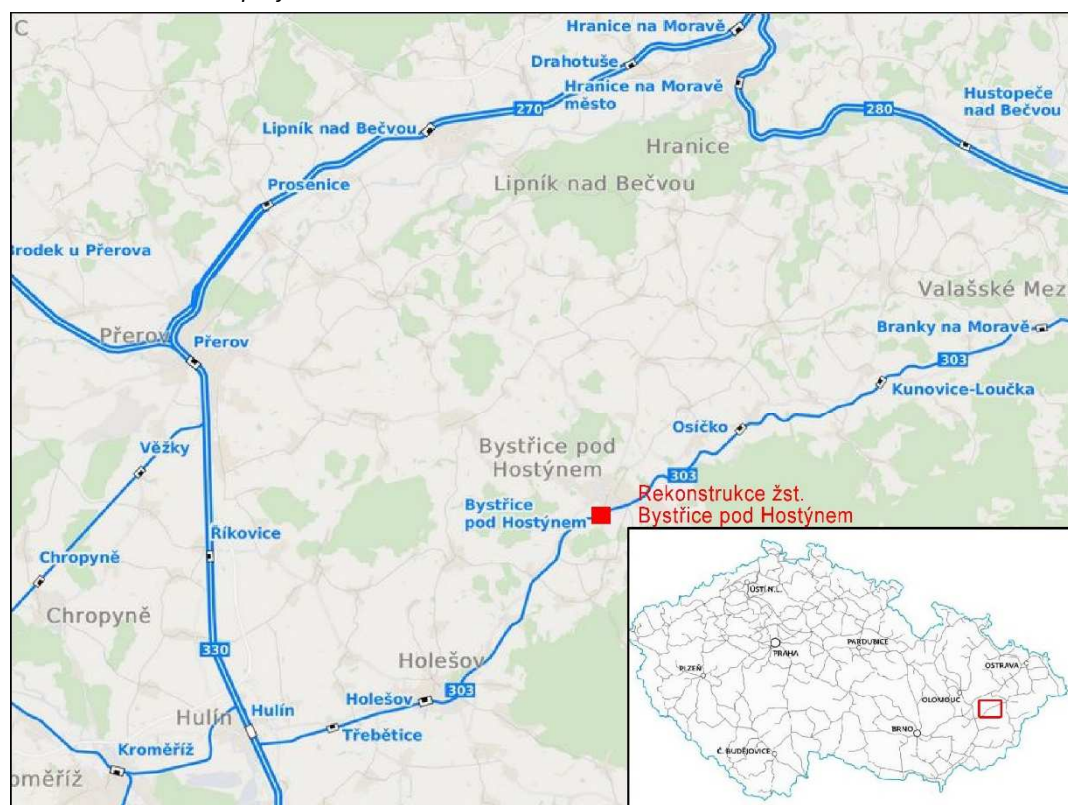 C
Hranice na Moravě
Drahotuše
Hranice na Moravě
město
Hustopeče
nad Bečvou
270
280
Lipník nad Bečvou
Hranice
Lipník nad Bečvou
Prosenice
Brodek u Přerova
Valašské Mez
Přerov
Přerov
Branky na Moravě
303
Kunovice-Loučka
Osíčko
Věžky
Bystřice pod
Hostýnem
303
Rekonstrukce žst.
Bystřice pod Hostýnem
Bystřice
pod Hostýnem
Říkovice
Chropyně
Chropyně
330
Holešov
Holešov
303
Hulín
Hulín
Třebětice
Kroměříž
oměříž
ÚSTÍ N.L.
PRAHA
PARDUBICE
PLZEŇ
OSTRAVA
OLOMOUC
BRNO
Č. BUDĚJOVICE